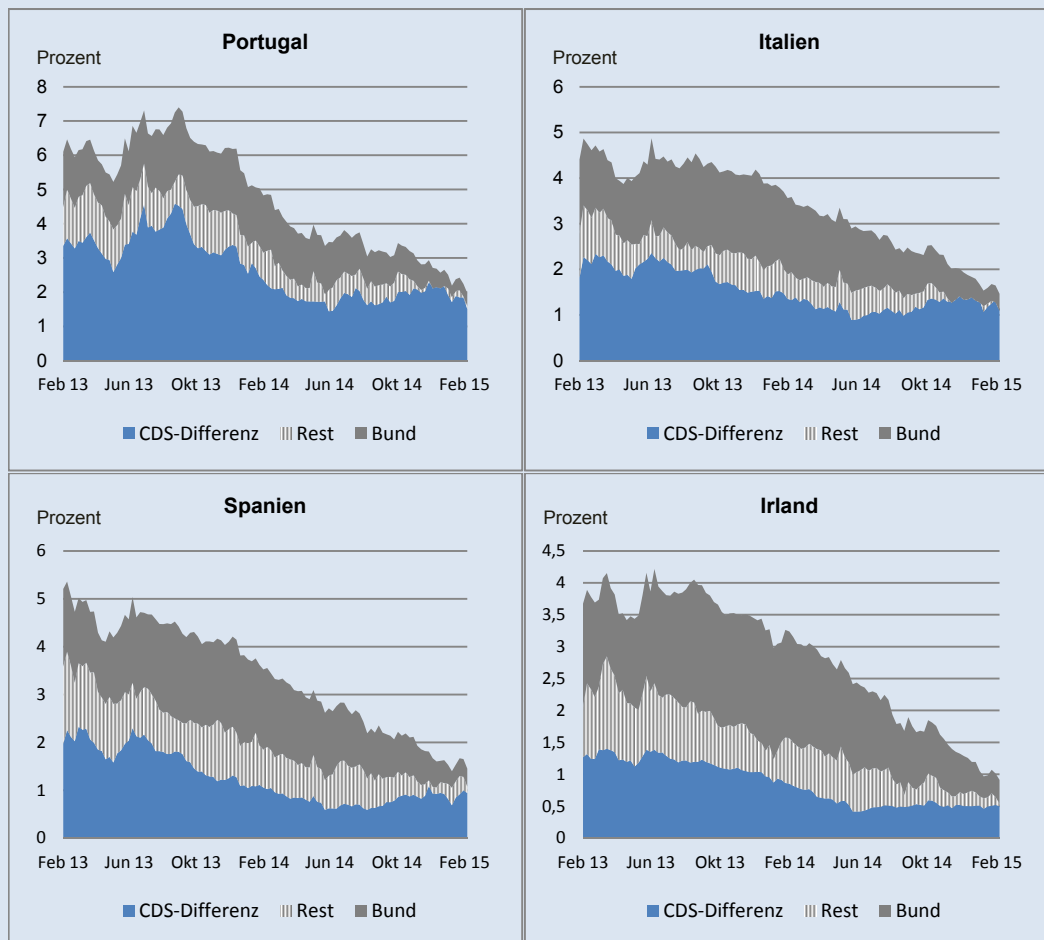 Portugal
Prozent
8
7
6
5
4
3
2
1
0
Feb 13 Jun 13 Okt 13 Feb 14 Jun 14 Okt 14 Feb 15
CDS-Differenz Rest Bund
Italien
Prozent
6
5
4
3
2
1
0
Feb 13 Jun 13 Okt 13 Feb 14 Jun 14 Okt 14 Feb 15
CDS-Differenz Rest Bund
Spanien
Prozent
6
5
4
3
2
1
0
Feb 13 Jun 13 Okt 13 Feb 14 Jun 14 Okt 14 Feb 15
CDS-Differenz Rest Bund
Irland
Prozent
4,5
4
3,5
3
2,5
2
1,5
1
0,5
0
Feb 13 Jun 13 Okt 13 Feb 14 Jun 14 Okt 14 Feb 15
CDS-Differenz Rest Bund